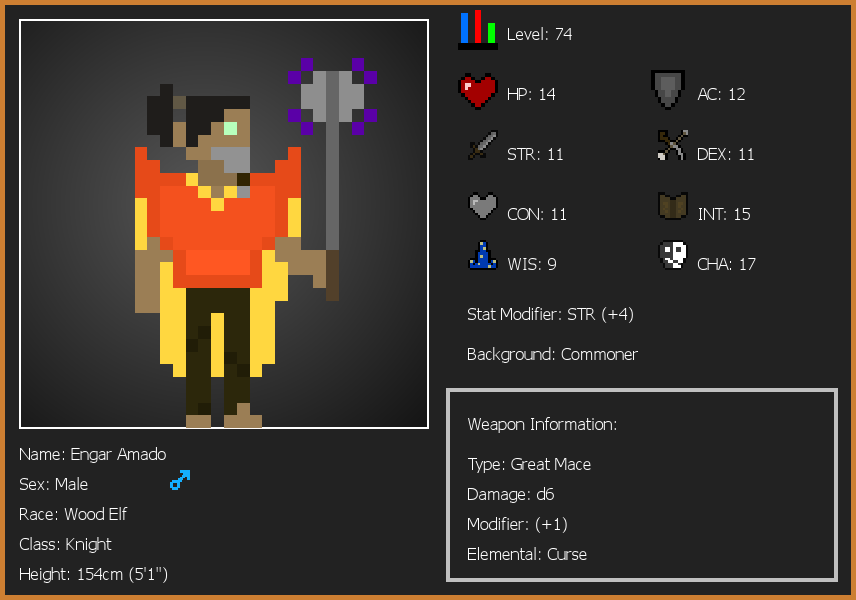 Level: 74
HP: 14
AC: 12
STR: 11
DEX: 11
CON: 11
INT: 15
WIS: 9
CHA: 17
Stat Modifier: STR (+4)
Background: Commoner
Weapon Information:
Type: Great Mace
Damage: d6
Modifier: (+1)
Elemental: Curse
Name: Engar Amado
Sex: Male
Race: Wood Elf
Class: Knight
Height: 154cm (5'1")